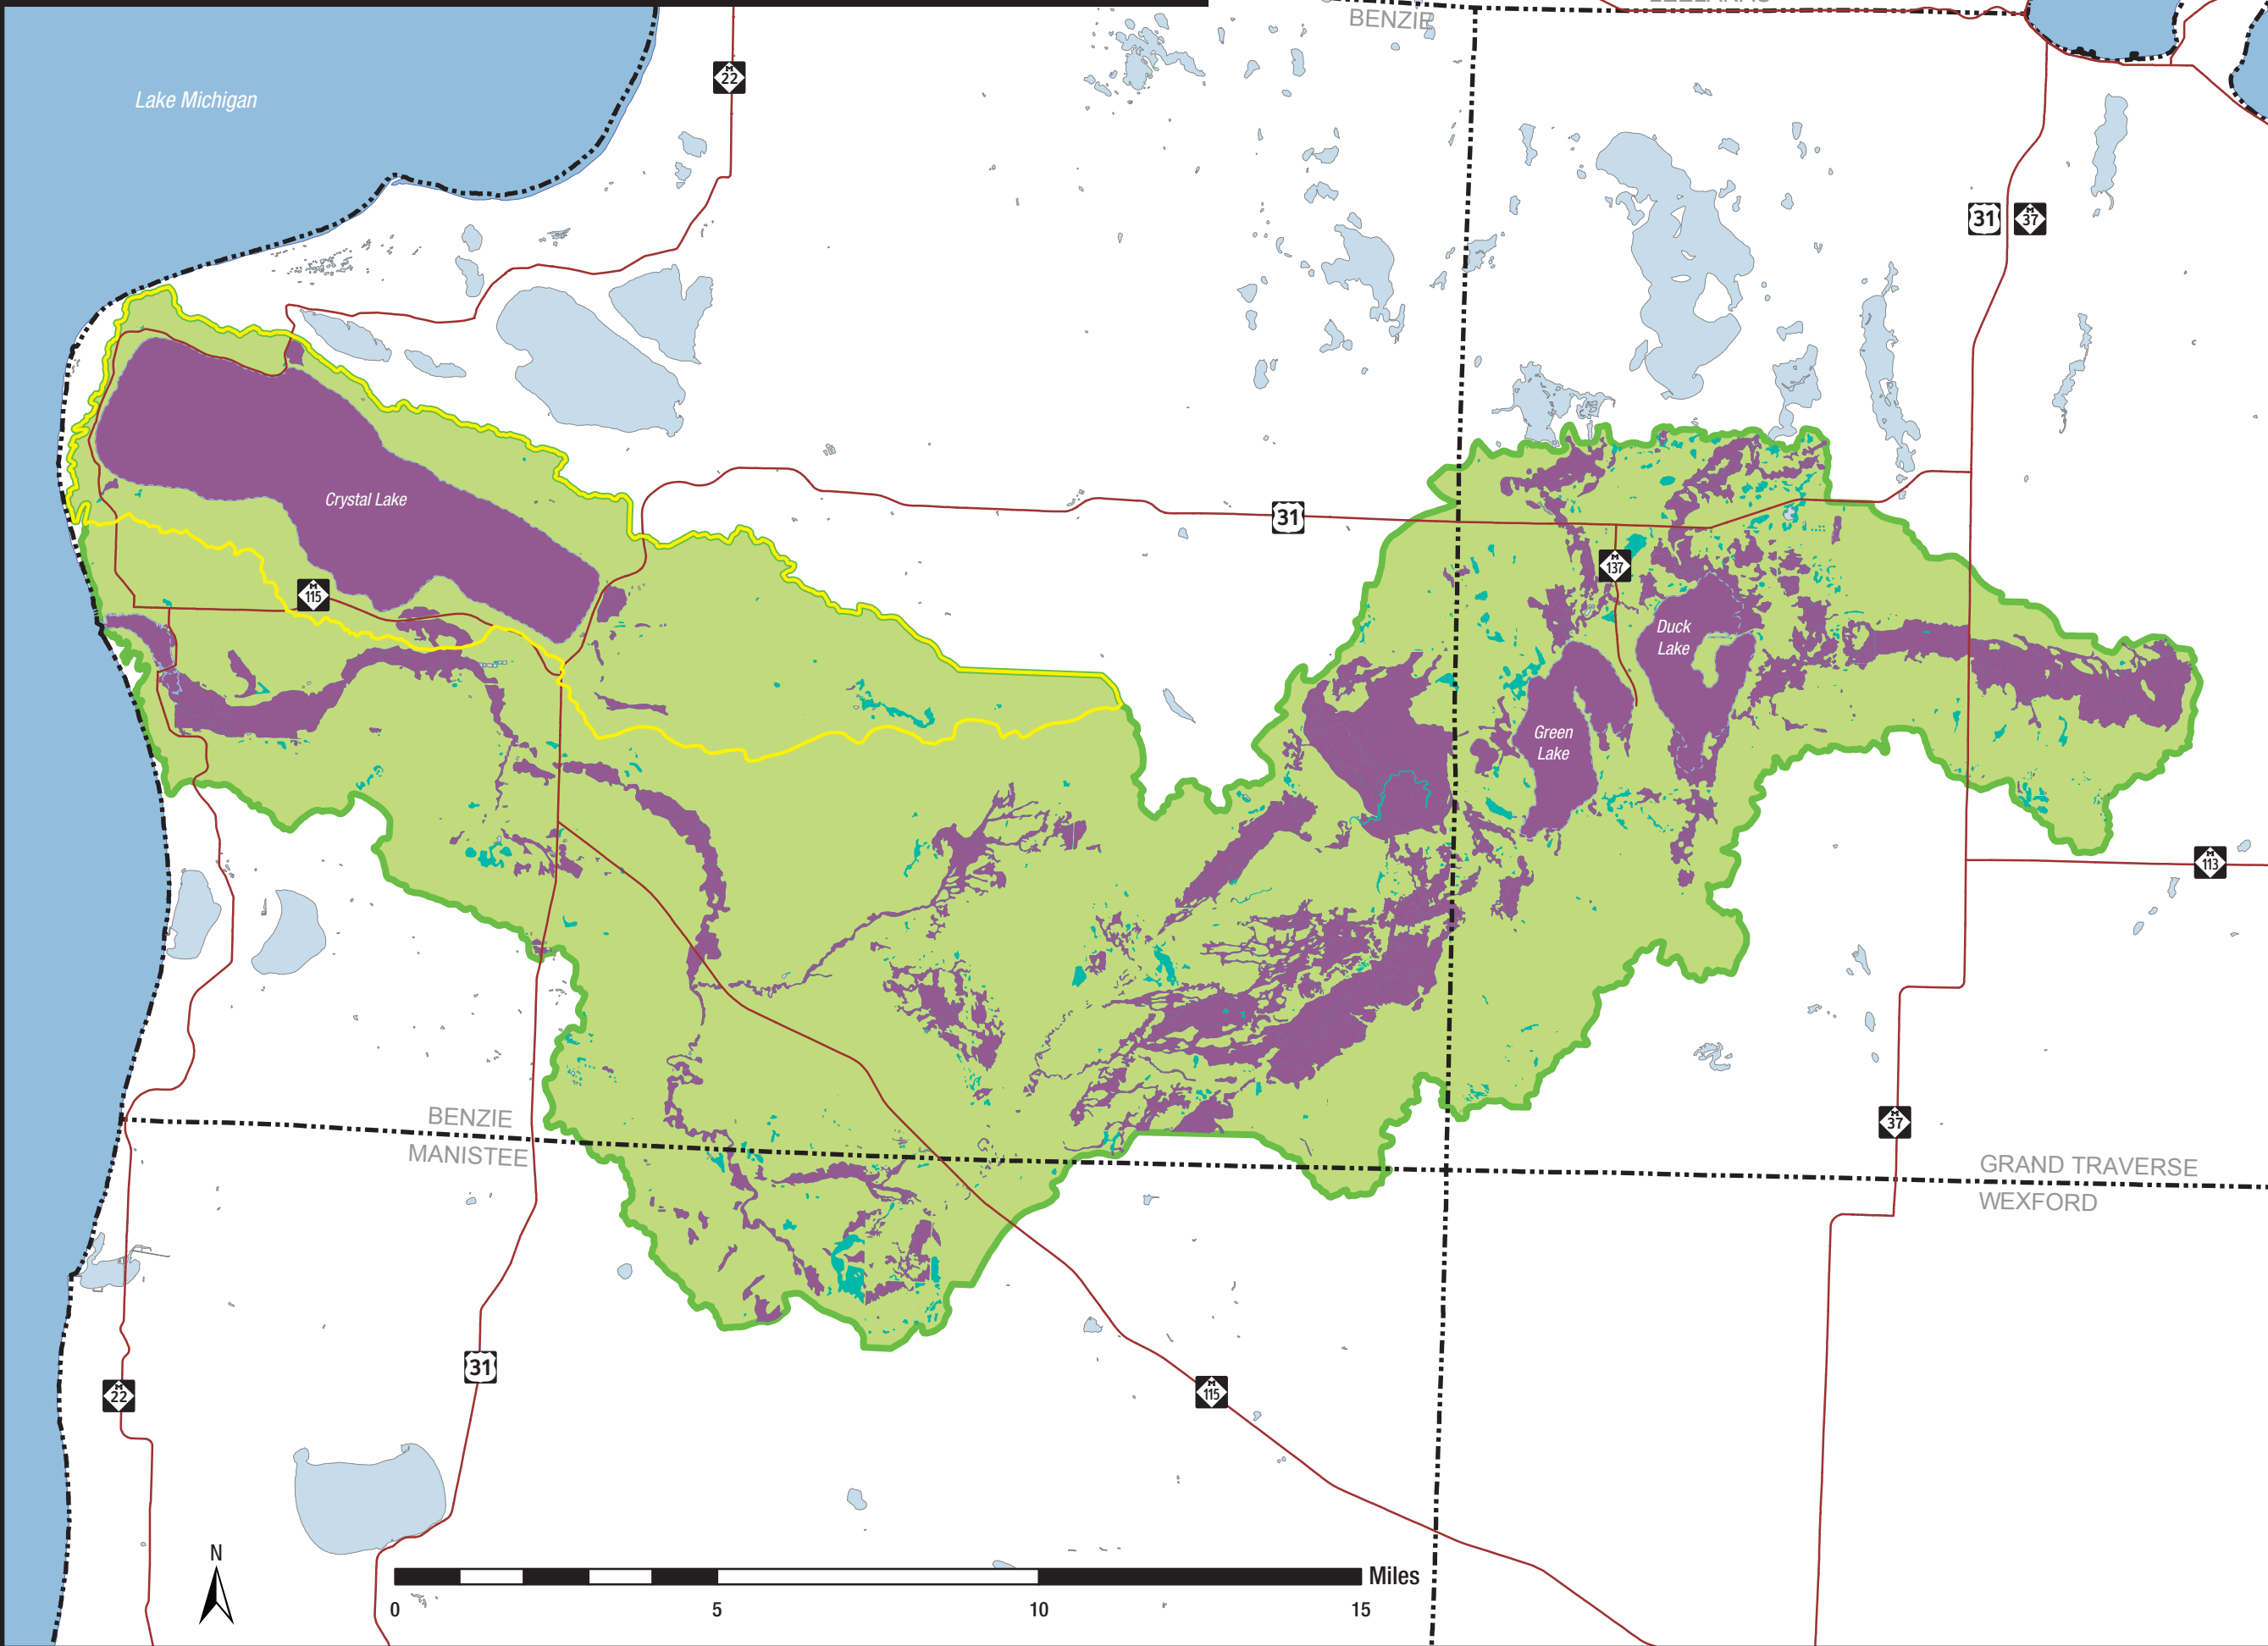 BENZIE
M
22
Lake Michigan
31
M
37
Crystal Lake
31
M
137
M
115
Duck
Lake
Green
Lake
M
113
BENZIE
MANISTEE
M
37
GRAND TRAVERSE
WEXFORD
31
M
22
M
115
N
Miles
0
5
10
15